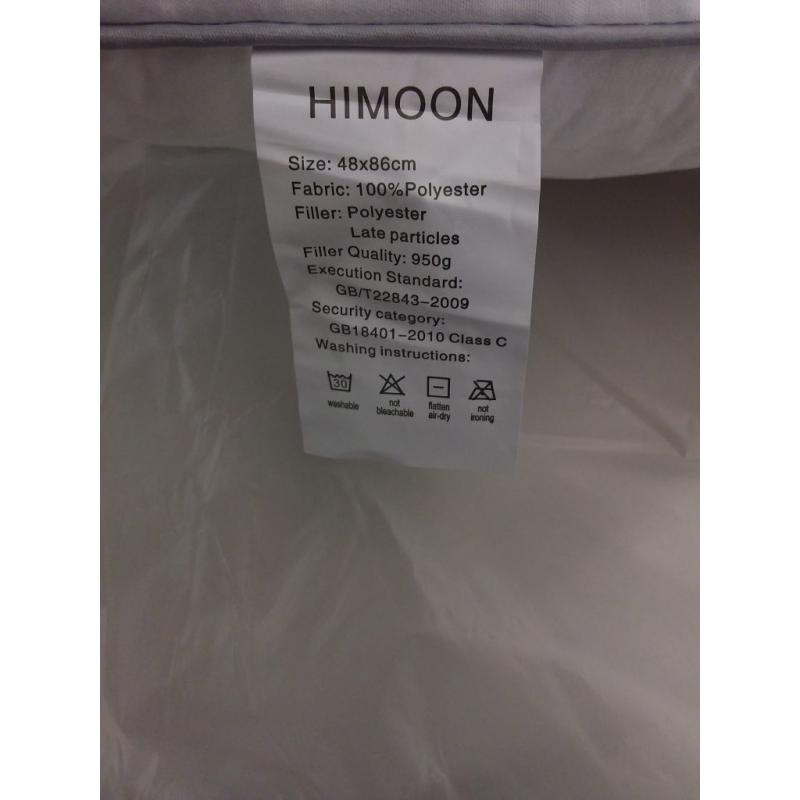 HIMOON
Size: 48x86cm
Fabric: 100%Polyester
Filler: Polyester
Late particles
Filler Quality: 950g
Execution Standard:
GB/T22843-2009
Security category:
GB18401-2010 Class C
Washing instructions:
30
washable
not
bleachable
flatten
air-dry
not
ironing